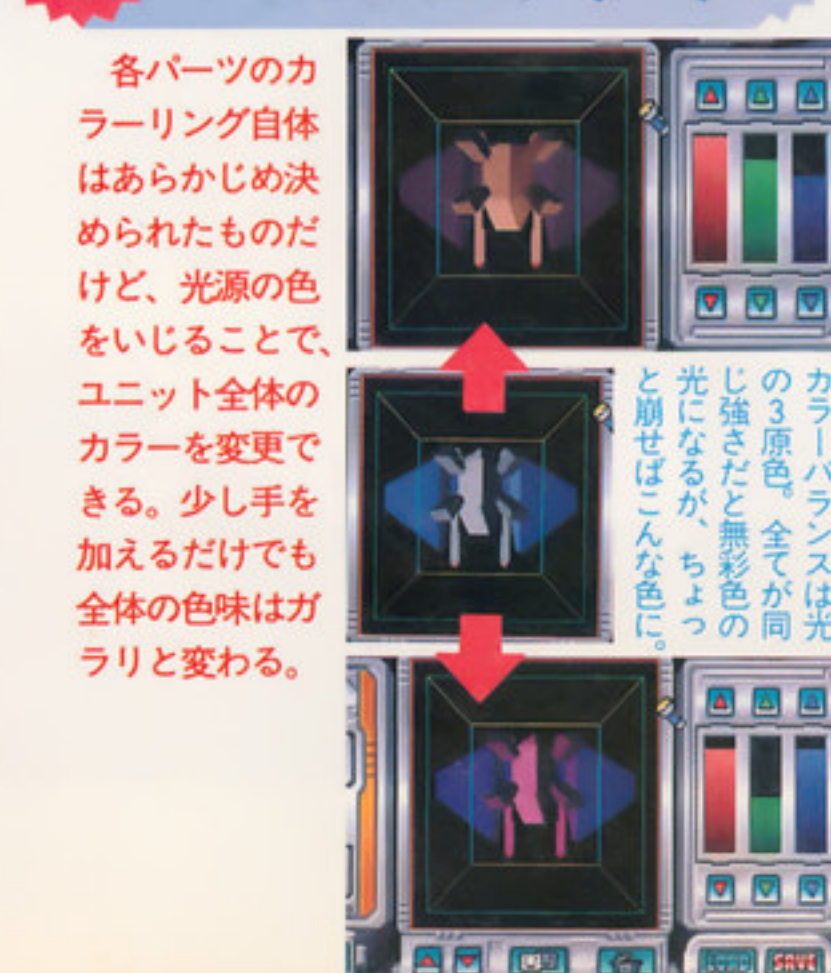 各パーツのカ
ラーリング自体
はあらかじめ決
められたものだ
けど、光源の色
をいじることで、
ユニット全体の
カラーを変更で
きる。少し手を
加えるだけでも
全体の色味はガ
ラリと変わる。
カラーバランスは光
の3原色。全てが同
じ強さだと無彩色の
光になるが、ちょっ
と崩せばこんな色に。
SAVE